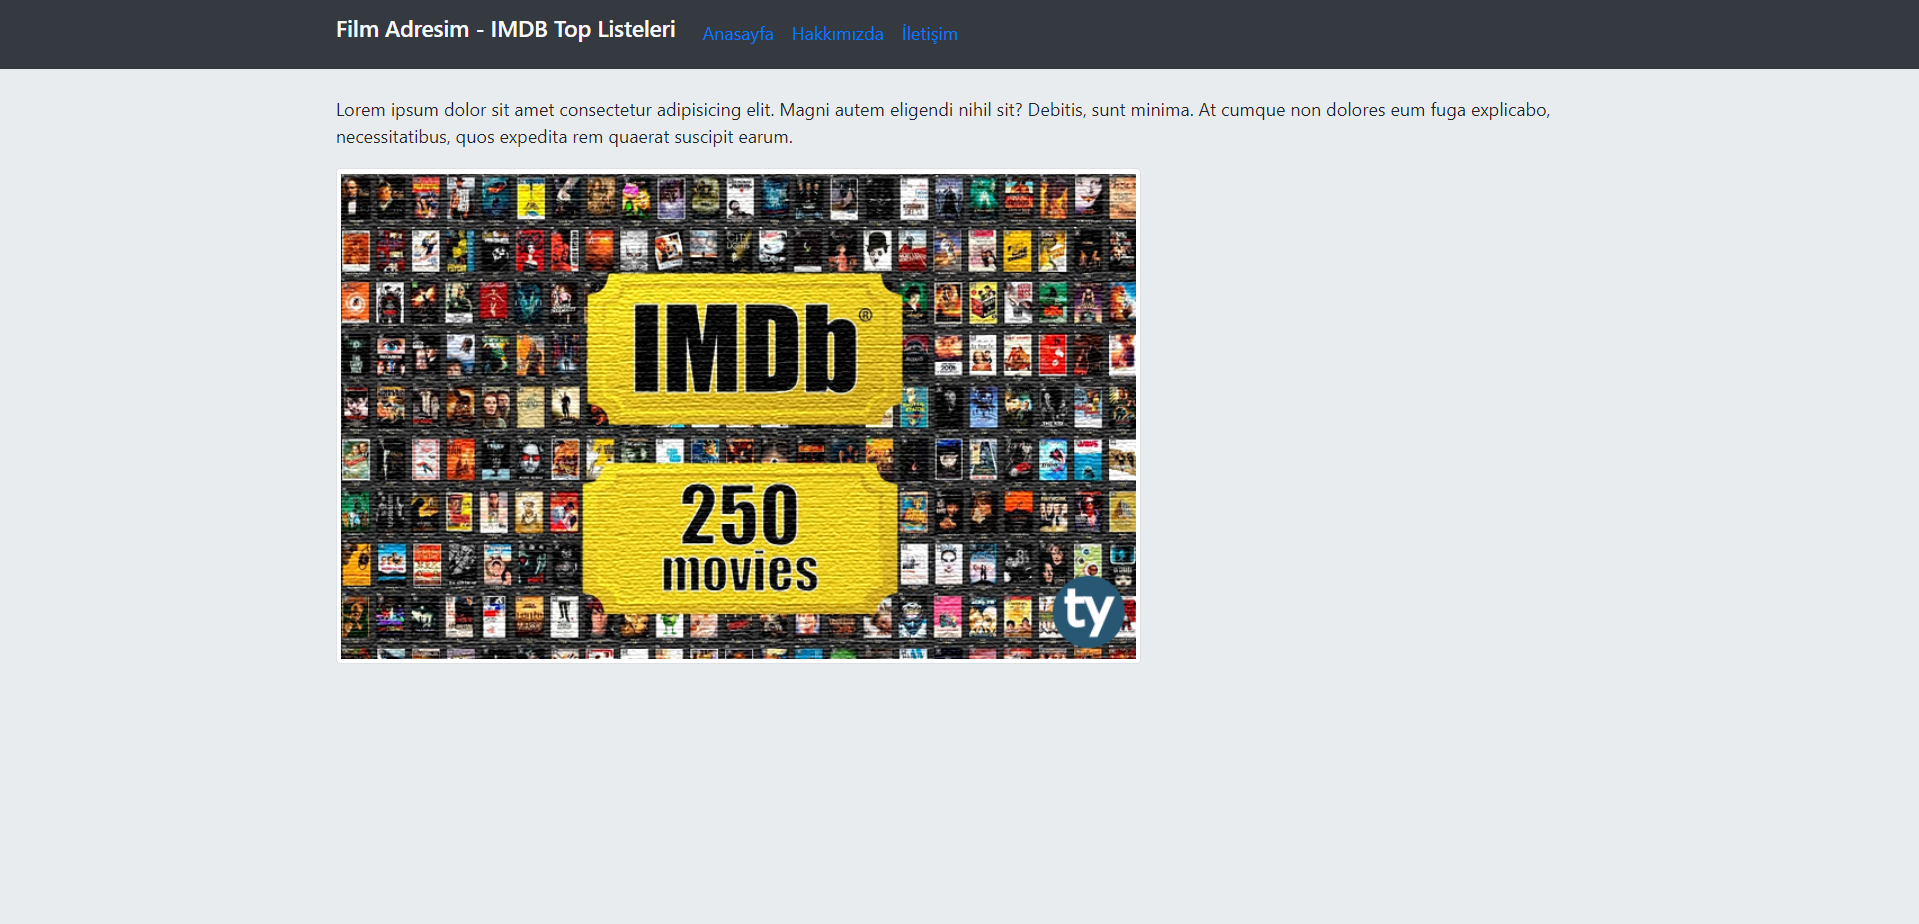 Film Adresim - IMDB Top Listeleri Anasayfa Hakkımızda İletişim
Lorem ipsum dolor sit amet consectetur adipisicing elit. Magni autem eligendi nihil sit? Debitis, sunt minima. At cumque non dolores eum fuga explicabo,
necessitatibus, quos expedita rem quaerat suscipit earum.
IMDb®
250
movies
ty